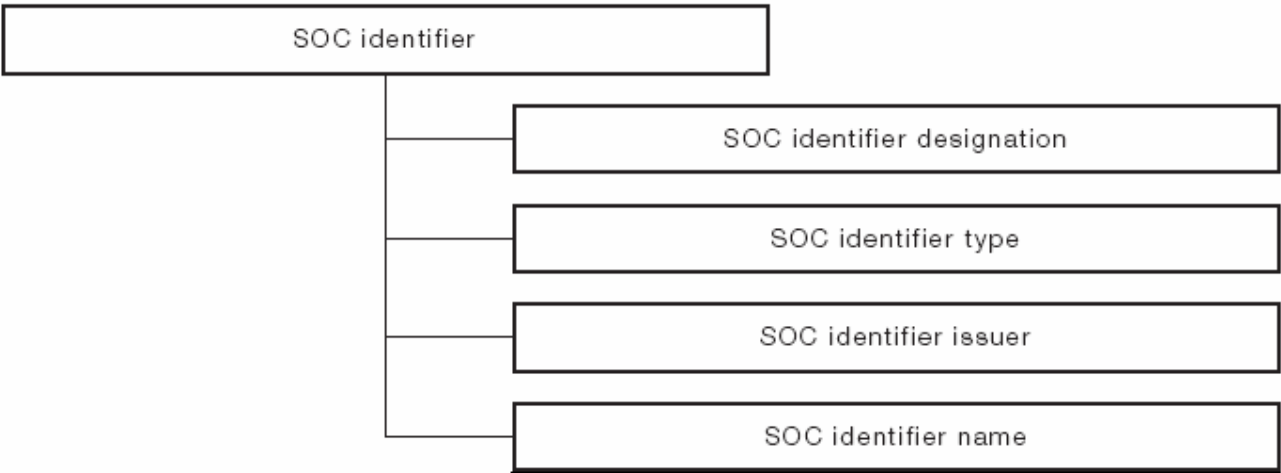 SOC identifier
SOC identifier designation
SOC identifier type
SOC identifier issuer
SOC identifier name